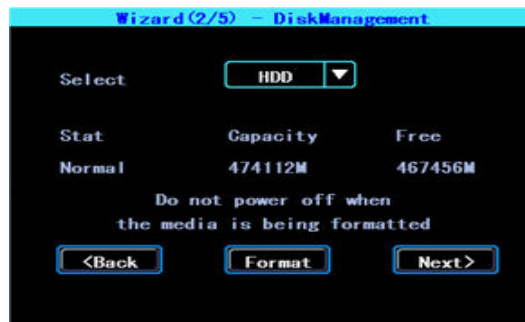 Wizard(2/5) - DiskManagement
Select HDD
Stat Capacity Free
Normal 474112M 467456M
Do not power off when
the media is being formatted
<Back Format Next>